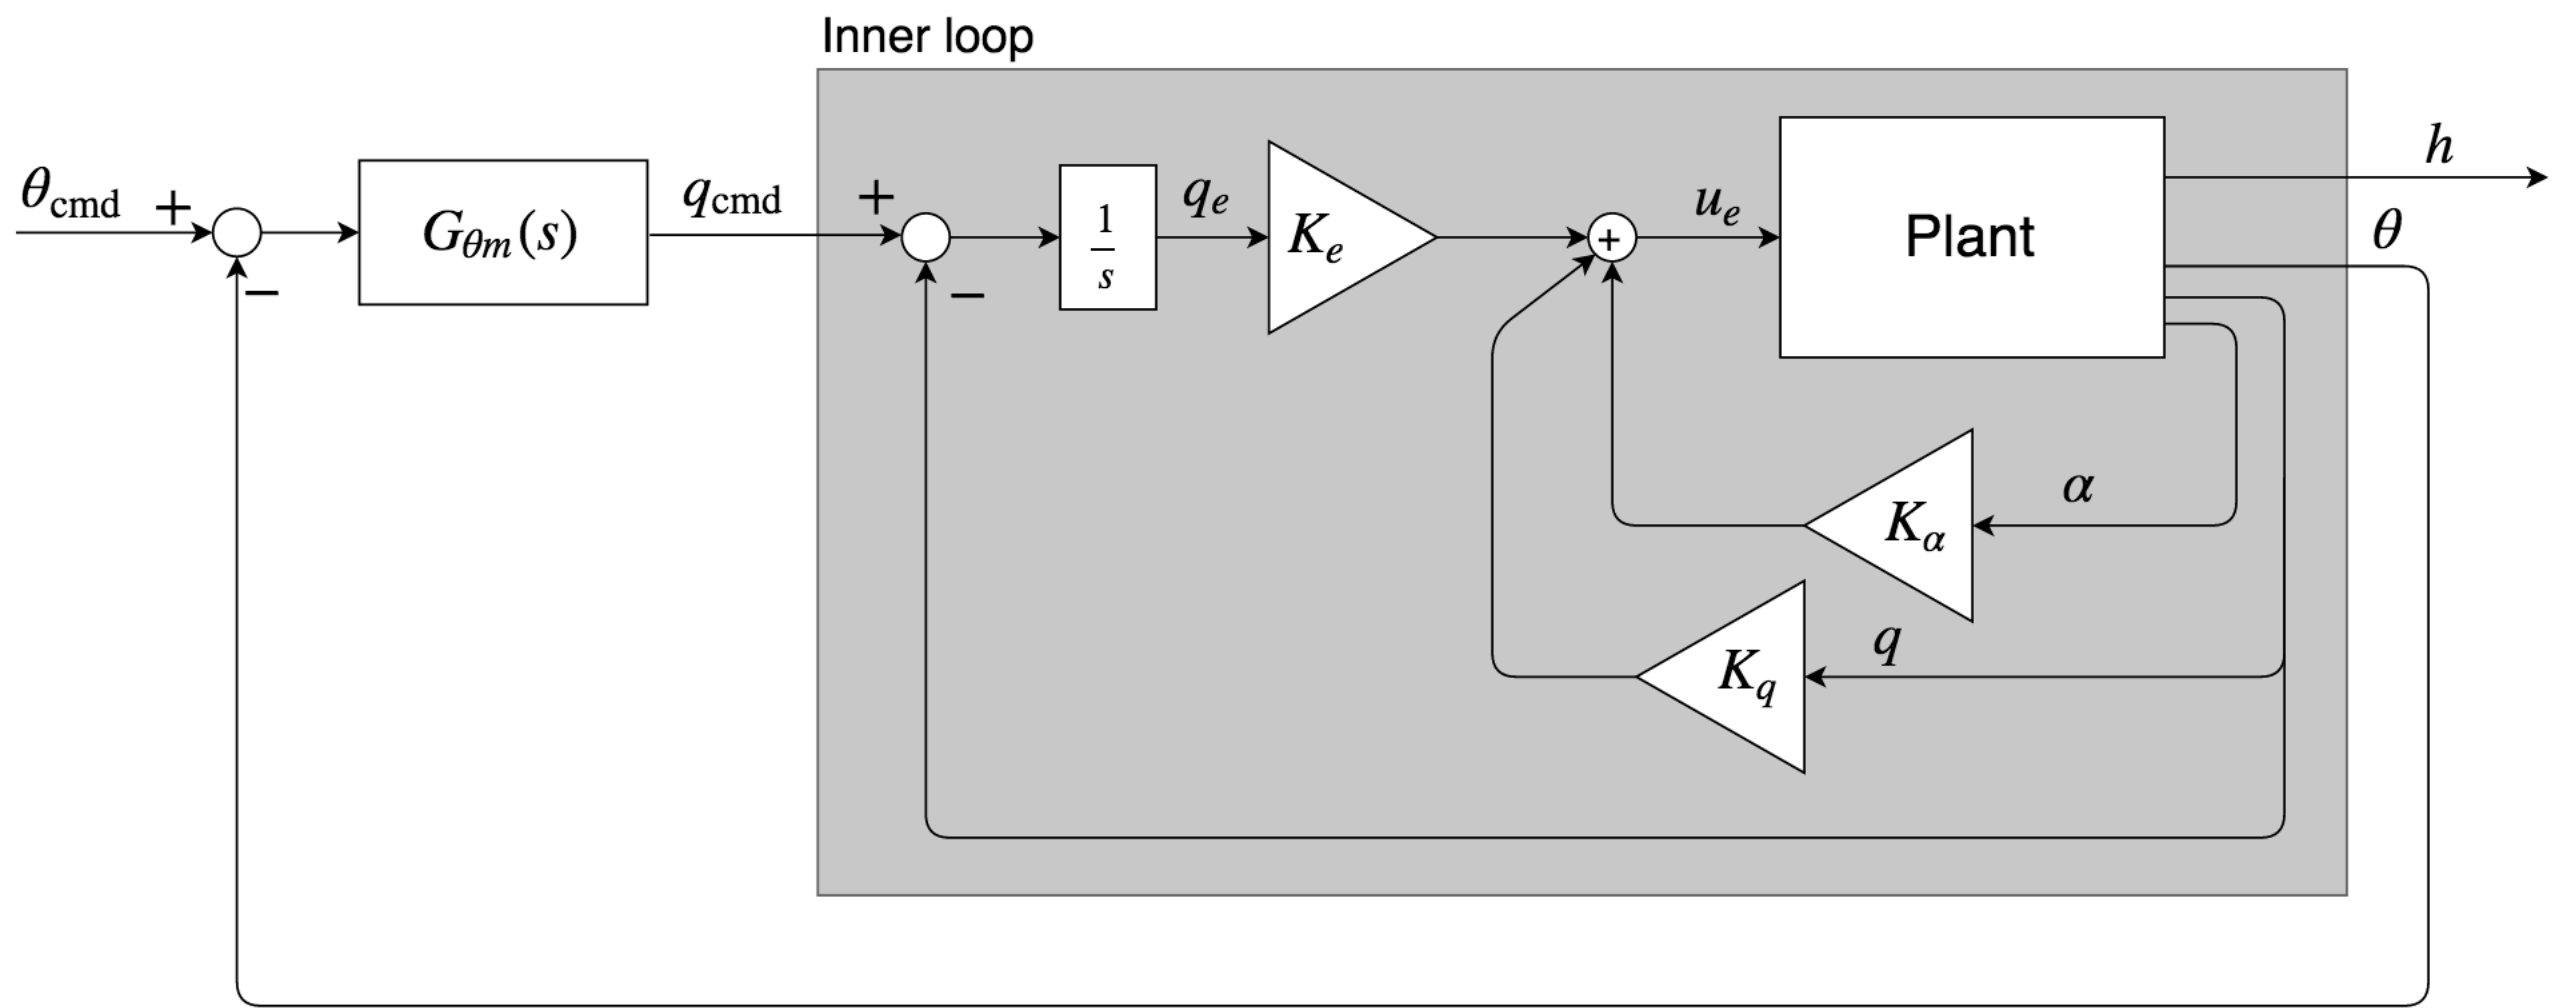 Inner loop
θcmd
+
−
Gθm(s)
qcmd
+
−
1
s
qe
Ke
+
ue
Plant
h
θ
Kα
α
Kq
q